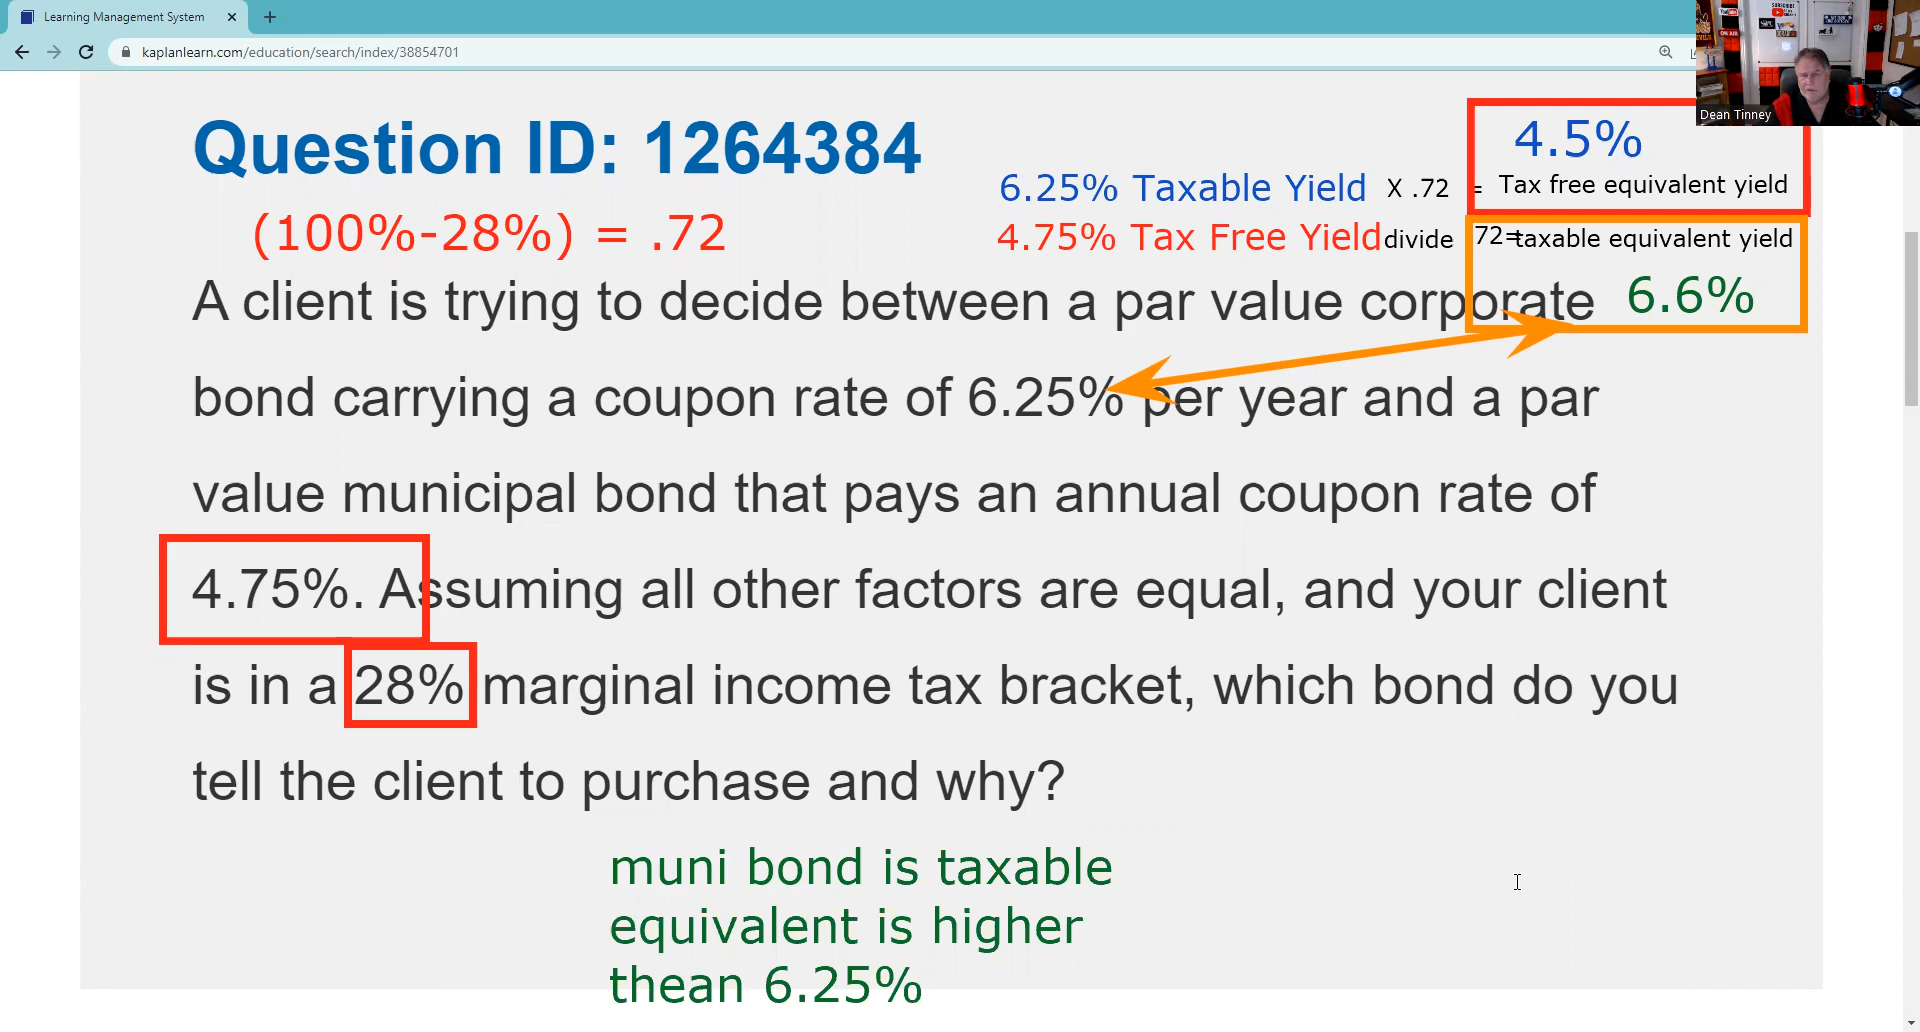 Learning Management System
kaplanlearn.com/education/search/index/38854701
Dean Tinney
Question ID: 1264384
4.5%
6.25% Taxable Yield X .72 = Tax free equivalent yield
(100%-28%) = .72
4.75% Tax Free Yield divide 72= taxable equivalent yield
6.6%
A client is trying to decide between a par value corporate
bond carrying a coupon rate of 6.25% per year and a par
value municipal bond that pays an annual coupon rate of
4.75%. Assuming all other factors are equal, and your client
is in a 28% marginal income tax bracket, which bond do you
tell the client to purchase and why?
muni bond is taxable
equivalent is higher
thean 6.25%